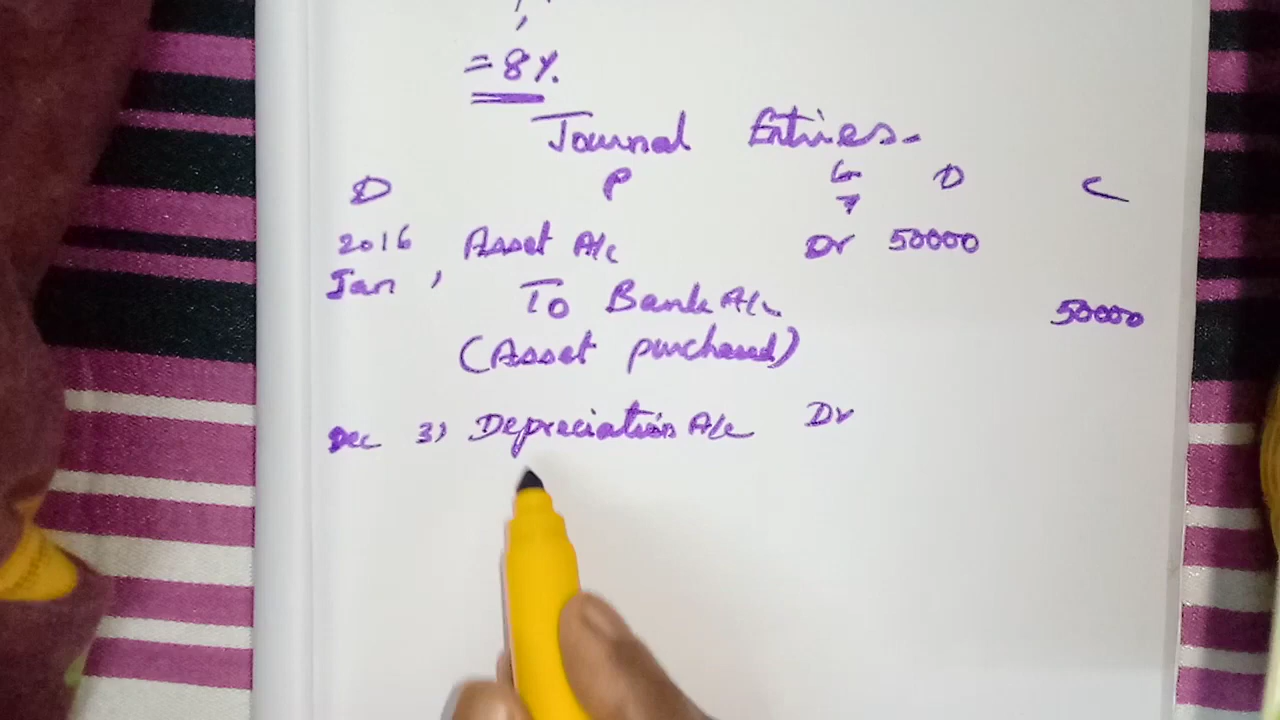 = 8%.
Journal Entries.
D P L.F D C
2016 Asset A/c Dr 50000
Jan 1
To Bank A/c 50000
(Asset purchased)
Dec 31 Depreciation A/c Dr